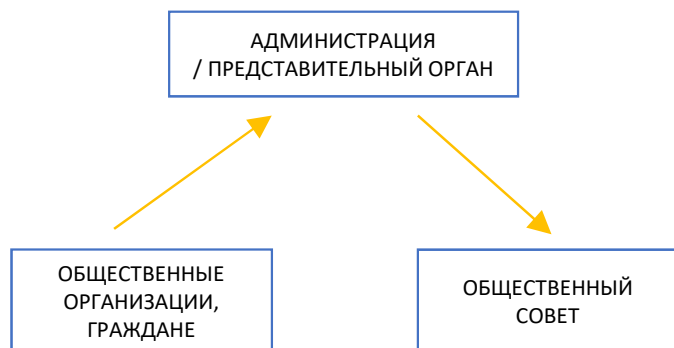 АДМИНИСТРАЦИЯ
/ ПРЕДСТАВИТЕЛЬНЫЙ ОРГАН
ОБЩЕСТВЕННЫЕ
ОРГАНИЗАЦИИ,
ГРАЖДАНЕ
ОБЩЕСТВЕННЫЙ
СОВЕТ